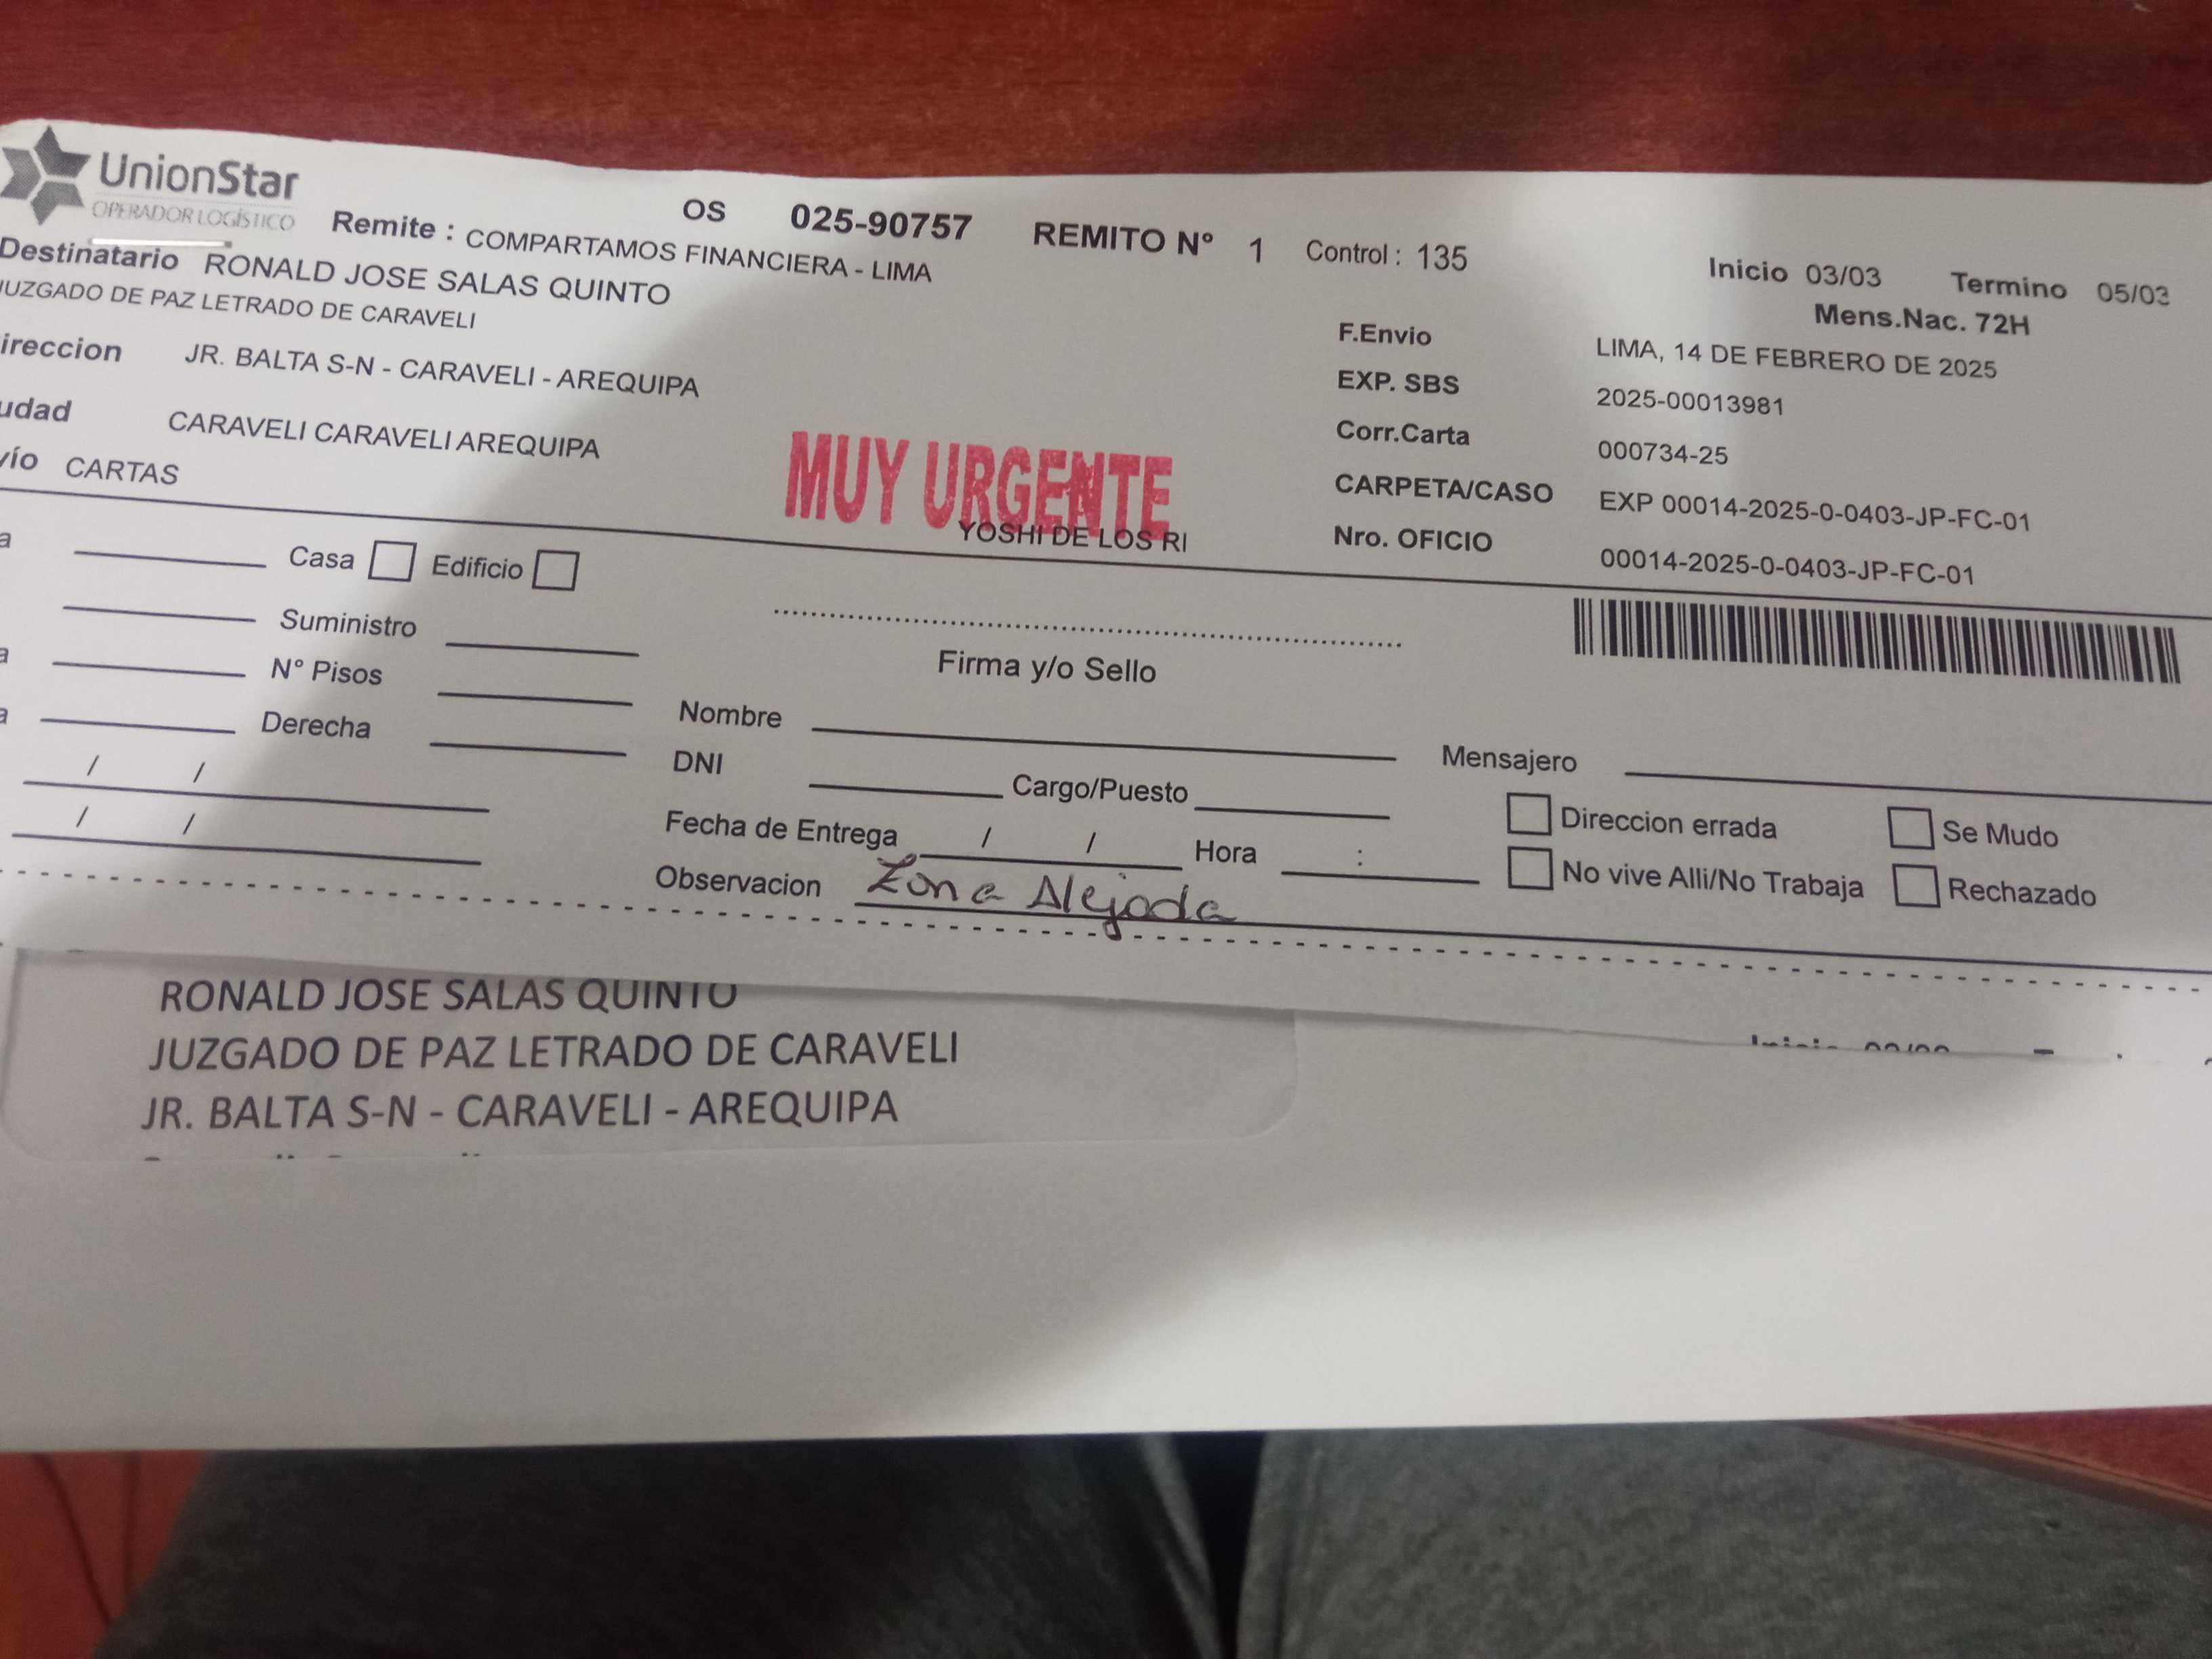 UnionStar
OPERADOR LOGÍSTICO
OS 025-90757 REMITO N° 1 Control : 135
Remite : COMPARTAMOS FINANCIERA - LIMA
Inicio 03/03 Termino 05/03
Mens.Nac. 72H
Destinatario RONALD JOSE SALAS QUINTO
JUZGADO DE PAZ LETRADO DE CARAVELI
ireccion JR. BALTA S-N - CARAVELI - AREQUIPA
udad CARAVELI CARAVELI AREQUIPA
vío CARTAS
F.Envio LIMA, 14 DE FEBRERO DE 2025
EXP. SBS 2025-00013981
Corr.Carta 000734-25
CARPETA/CASO EXP 00014-2025-0-0403-JP-FC-01
Nro. OFICIO 00014-2025-0-0403-JP-FC-01
MUY URGENTE
YOSHI DE LOS RI
a Casa Edificio
Suministro
a N° Pisos
a Derecha
/ /
/ /
Firma y/o Sello
Nombre
DNI Cargo/Puesto
Fecha de Entrega / / Hora :
Observacion Zona Alejada
Mensajero
Direccion errada Se Mudo
No vive Alli/No Trabaja Rechazado
RONALD JOSE SALAS QUINTO
JUZGADO DE PAZ LETRADO DE CARAVELI
JR. BALTA S-N - CARAVELI - AREQUIPA